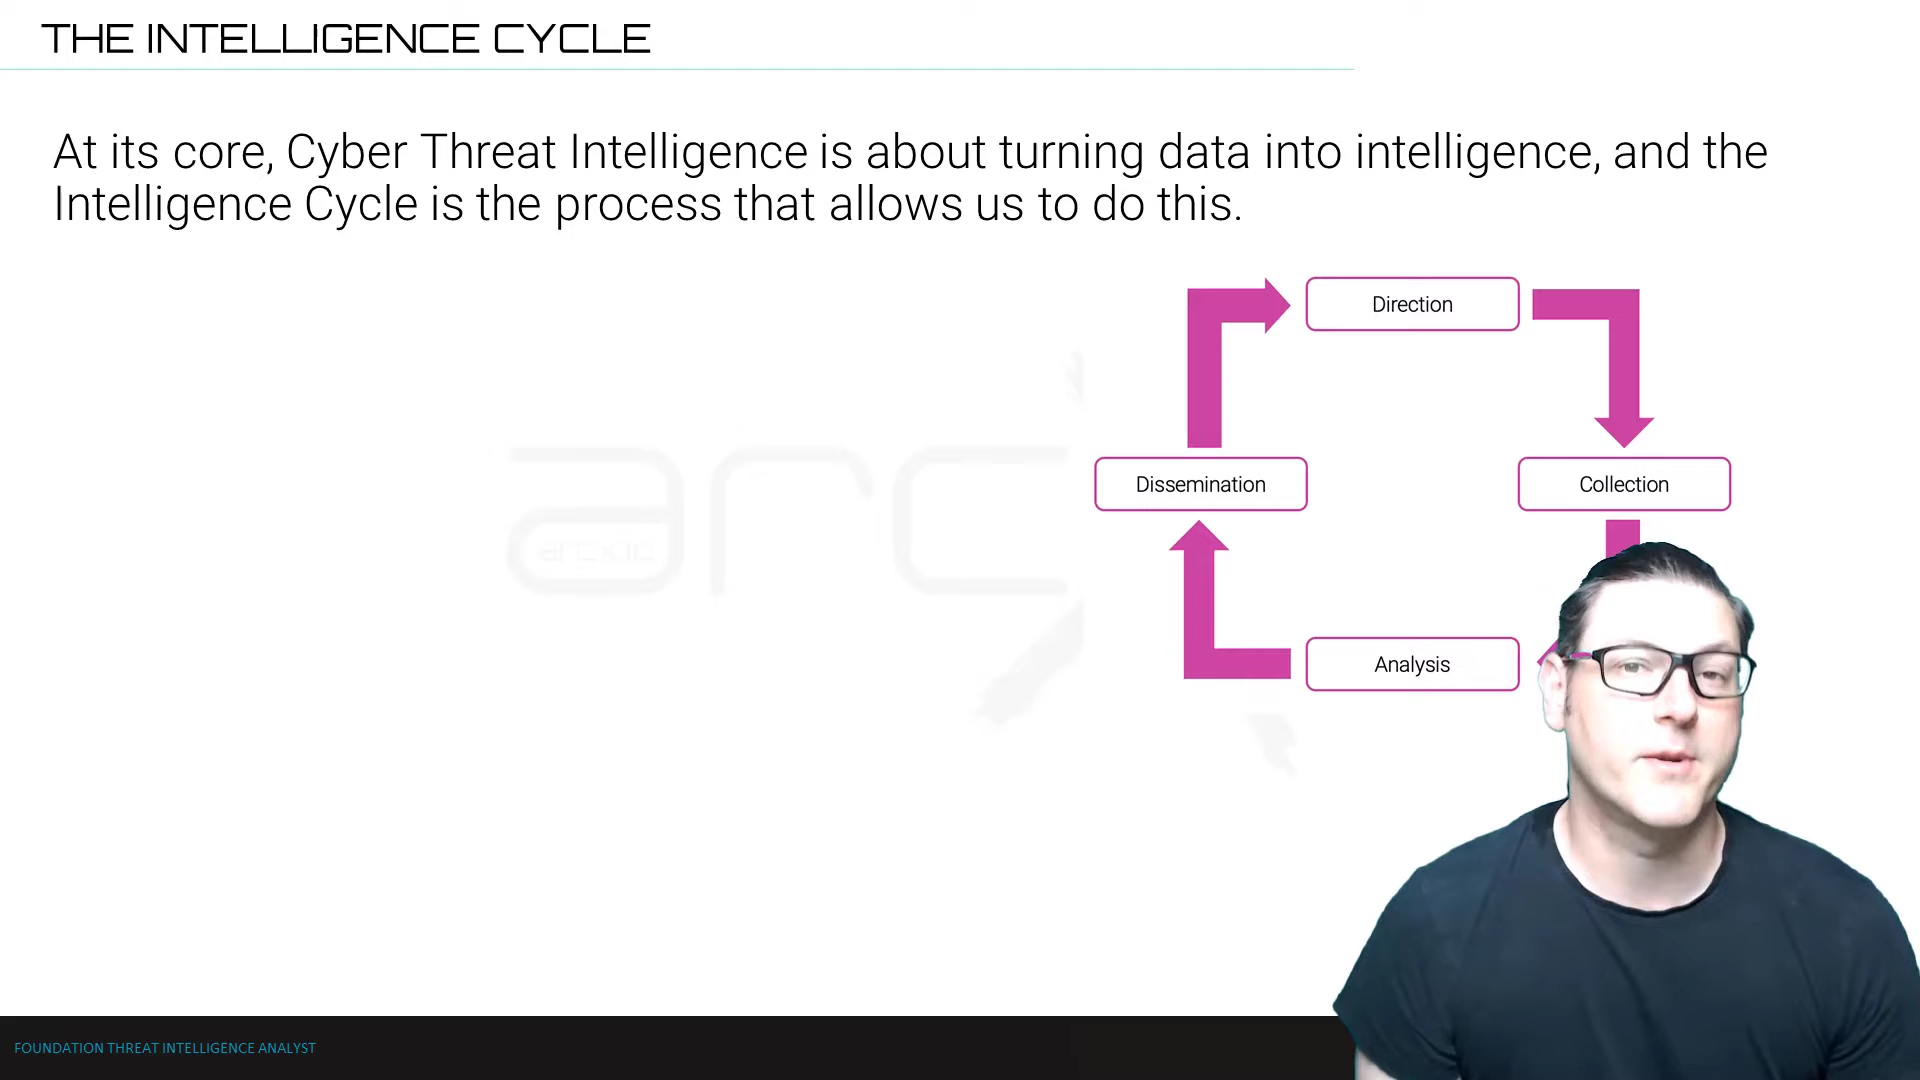 THE INTELLIGENCE CYCLE
At its core, Cyber Threat Intelligence is about turning data into intelligence, and the
Intelligence Cycle is the process that allows us to do this.
Direction
Dissemination
Collection
Analysis
arc
FOUNDATION THREAT INTELLIGENCE ANALYST